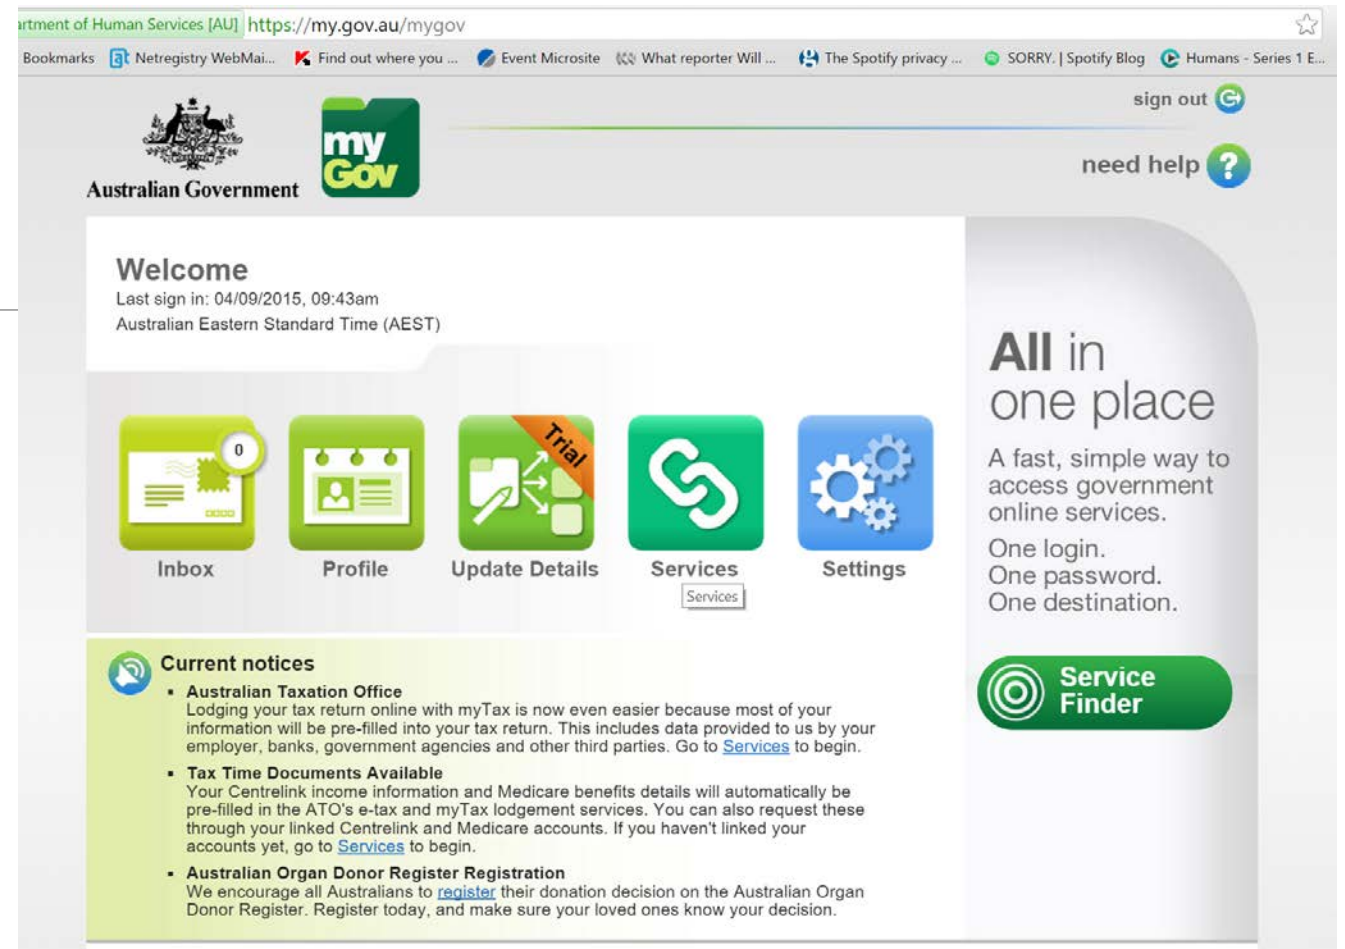 artment of Human Services [AU] https://my.gov.au/mygov
Bookmarks Netregistry WebMai... Find out where you ... Event Microsite What reporter Will ... The Spotify privacy ... SORRY. | Spotify Blog Humans - Series 1 E...
sign out
my
Gov
need help ?
Australian Government
Welcome
Last sign in: 04/09/2015, 09:43am
Australian Eastern Standard Time (AEST)
All in
one place
A fast, simple way to
access government
online services.
One login.
One password.
One destination.
0
Trial
Inbox Profile Update Details Services Settings
Services
Service
Finder
Current notices
▪ Australian Taxation Office
Lodging your tax return online with myTax is now even easier because most of your
information will be pre-filled into your tax return. This includes data provided to us by your
employer, banks, government agencies and other third parties. Go to Services to begin.
▪ Tax Time Documents Available
Your Centrelink income information and Medicare benefits details will automatically be
pre-filled in the ATO's e-tax and myTax lodgement services. You can also request these
through your linked Centrelink and Medicare accounts. If you haven't linked your
accounts yet, go to Services to begin.
▪ Australian Organ Donor Register Registration
We encourage all Australians to register their donation decision on the Australian Organ
Donor Register. Register today, and make sure your loved ones know your decision.